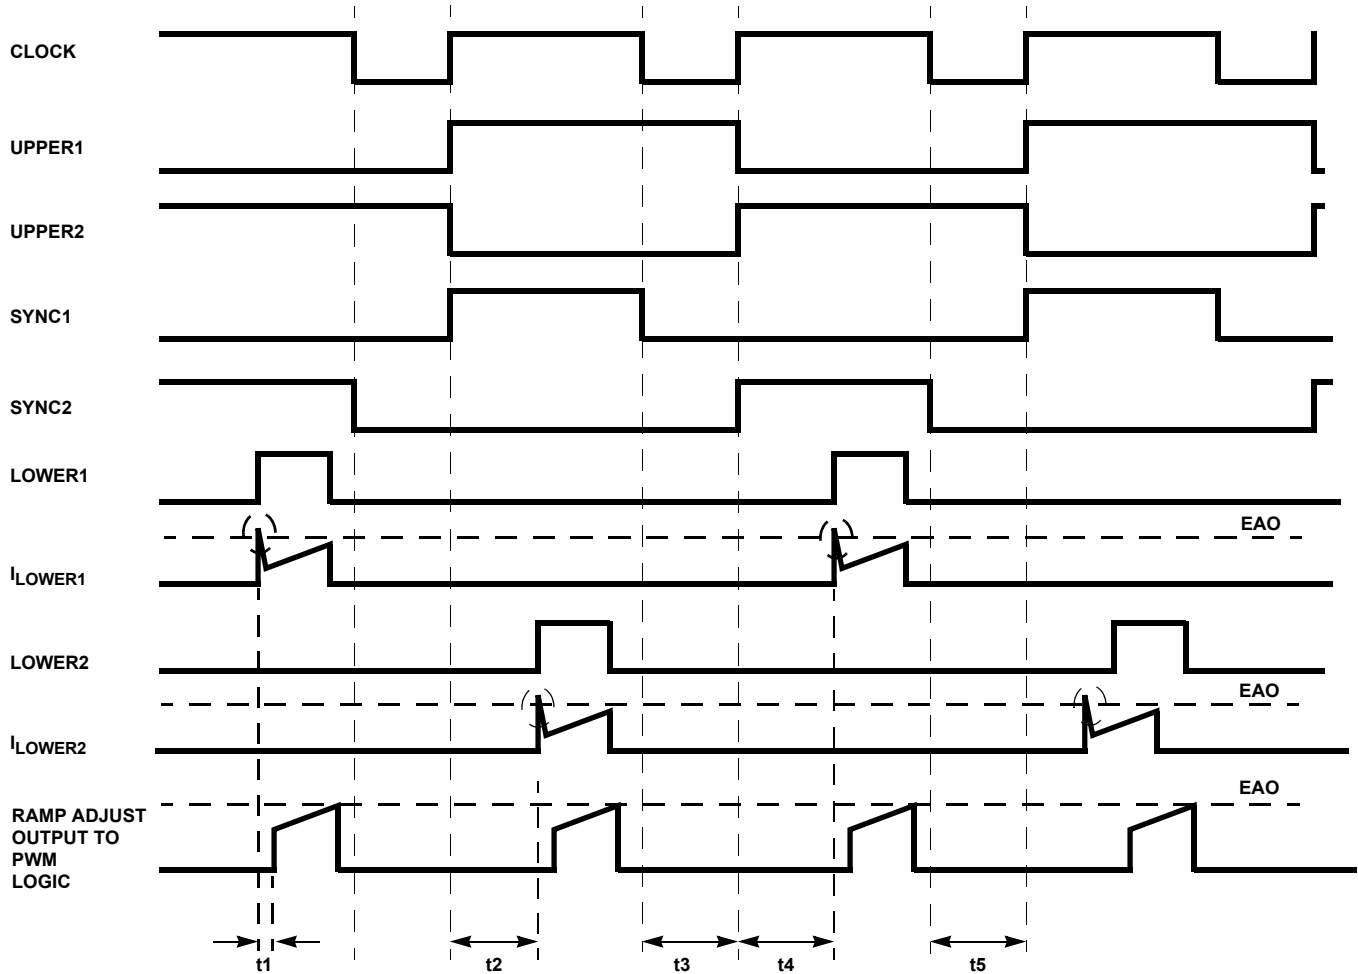 CLOCK
UPPER1
UPPER2
SYNC1
SYNC2
LOWER1
EAO
ILOWER1
LOWER2
EAO
ILOWER2
EAO
RAMP ADJUST
OUTPUT TO
PWM
LOGIC
t1
t2
t3
t4
t5